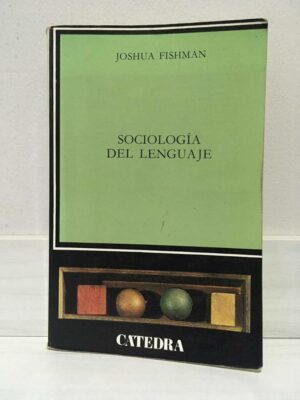 JOSHUA FISHMAN
SOCIOLOGÍA
DEL LENGUAJE
CATEDRA